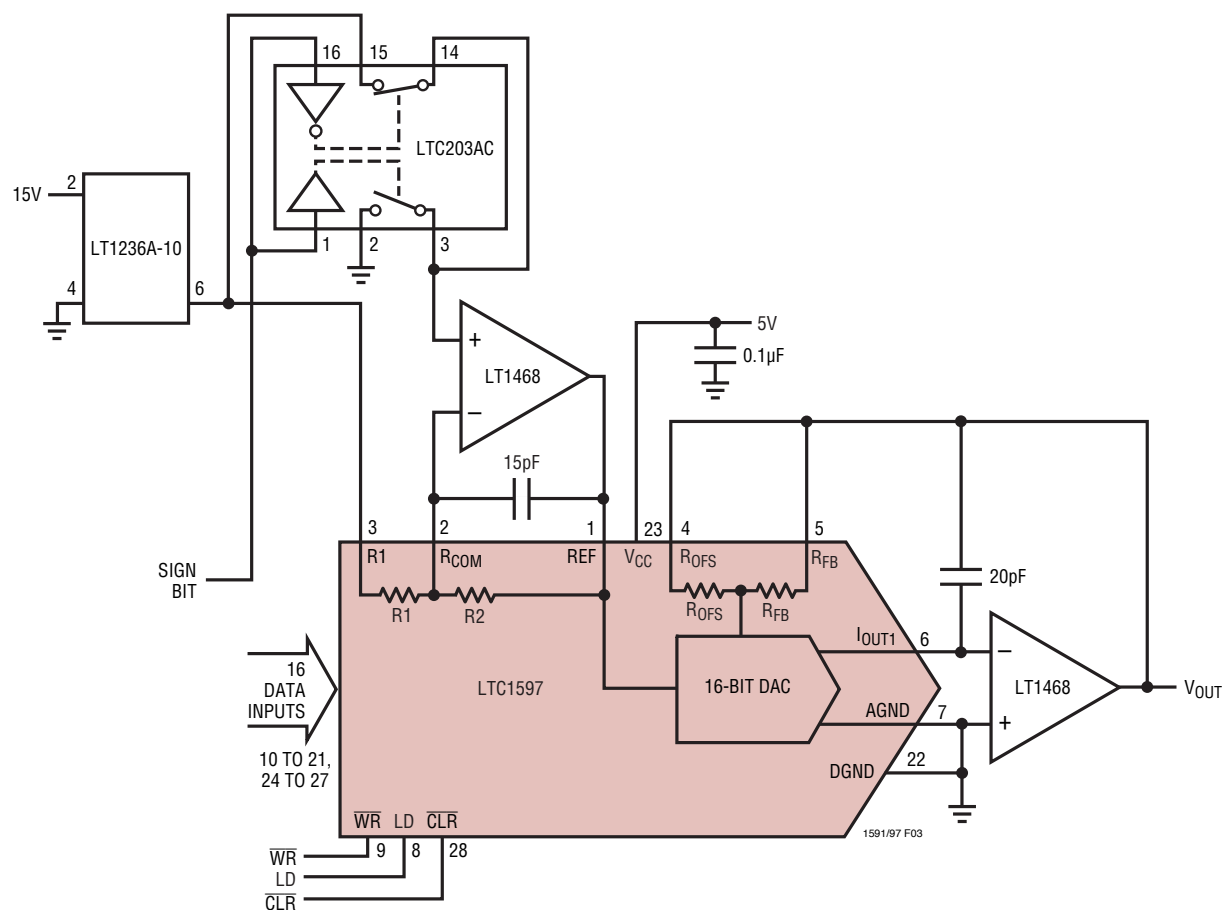 16
15
14
LTC203AC
2
15V
LT1236A-10
1
2
3
4
6
+
LT1468
–
5V
0.1µF
15pF
3
2
1
23
4
5
R1
RCOM
REF
VCC
ROFS
RFB
SIGN
BIT
R1
R2
ROFS
RFB
20pF
IOUT1
6
–
16
DATA
INPUTS
LTC1597
16-BIT DAC
LT1468
VOUT
AGND
7
+
10 TO 21,
24 TO 27
DGND
22
WR
LD
CLR
1591/97 F03
9
8
28
WR
LD
CLR